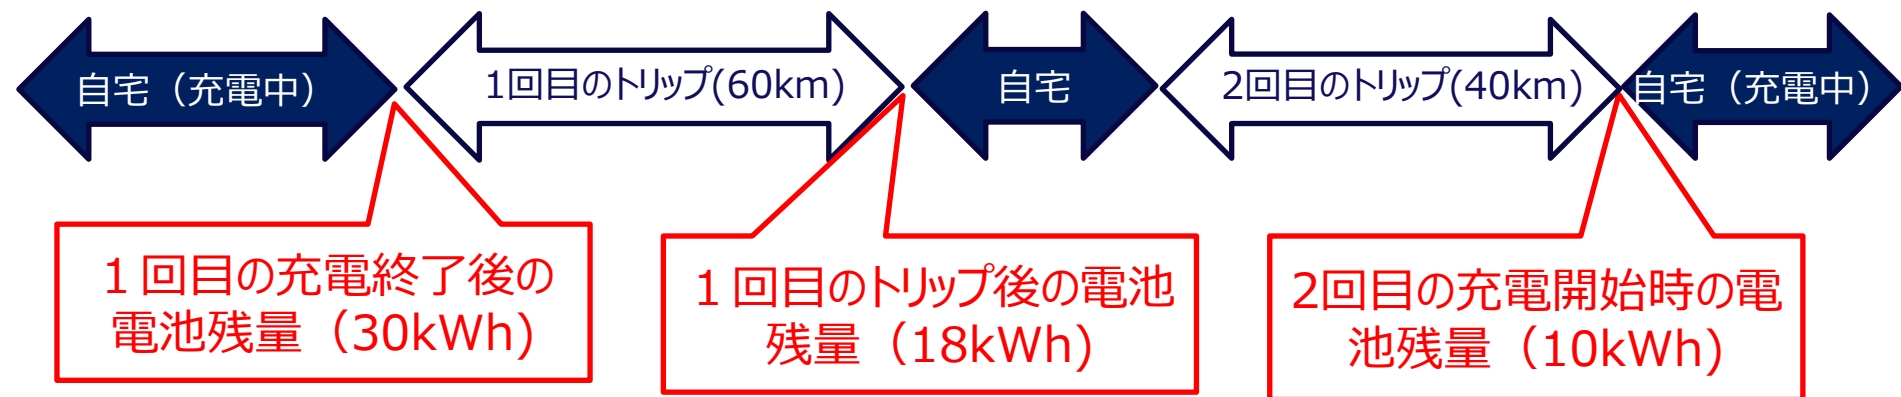 自宅（充電中）
1回目のトリップ(60km)
自宅
2回目のトリップ(40km)
自宅（充電中）
１回目の充電終了後の
電池残量（30kWh)
１回目のトリップ後の電池
残量（18kWh)
2回目の充電開始時の電
池残量（10kWh)